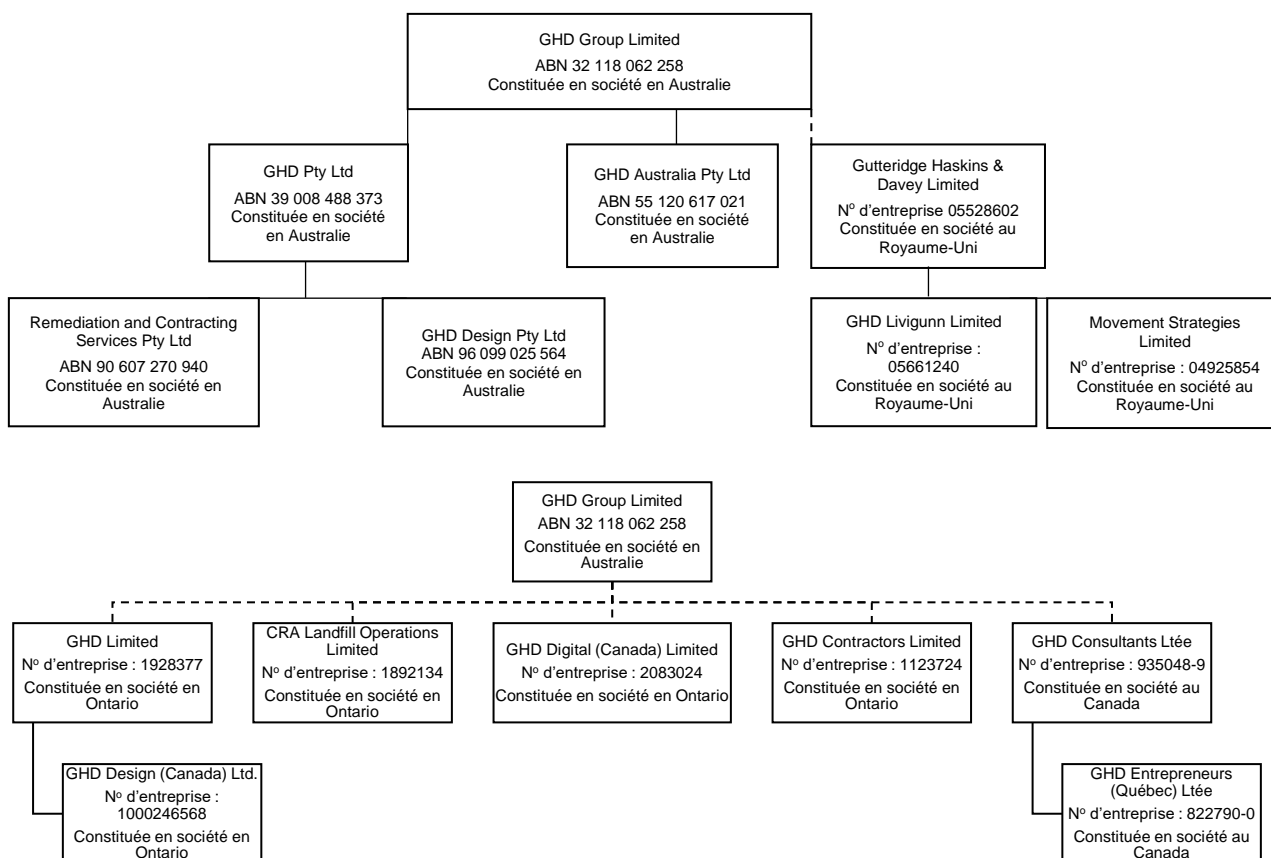 GHD Group Limited
ABN 32 118 062 258
Constituée en société en Australie
GHD Pty Ltd
ABN 39 008 488 373
Constituée en société
en Australie
GHD Australia Pty Ltd
ABN 55 120 617 021
Constituée en société
en Australie
Gutteridge Haskins &
Davey Limited
Nº d'entreprise 05528602
Constituée en société au
Royaume-Uni
Remediation and Contracting
Services Pty Ltd
ABN 90 607 270 940
Constituée en société en
Australie
GHD Design Pty Ltd
ABN 96 099 025 564
Constituée en société en
Australie
GHD Livigunn Limited
Nº d'entreprise :
05661240
Constituée en société au
Royaume-Uni
Movement Strategies
Limited
Nº d'entreprise : 04925854
Constituée en société au
Royaume-Uni
GHD Group Limited
ABN 32 118 062 258
Constituée en société en
Australie
GHD Limited
Nº d'entreprise : 1928377
Constituée en société en
Ontario
CRA Landfill Operations
Limited
Nº d'entreprise : 1892134
Constituée en société en
Ontario
GHD Digital (Canada) Limited
Nº d'entreprise : 2083024
Constituée en société en Ontario
GHD Contractors Limited
Nº d'entreprise : 1123724
Constituée en société en
Ontario
GHD Consultants Ltée
Nº d'entreprise : 935048-9
Constituée en société au
Canada
GHD Design (Canada) Ltd.
Nº d'entreprise :
1000246568
Constituée en société en
Ontario
GHD Entrepreneurs
(Québec) Ltée
Nº d'entreprise : 822790-0
Constituée en société au
Canada